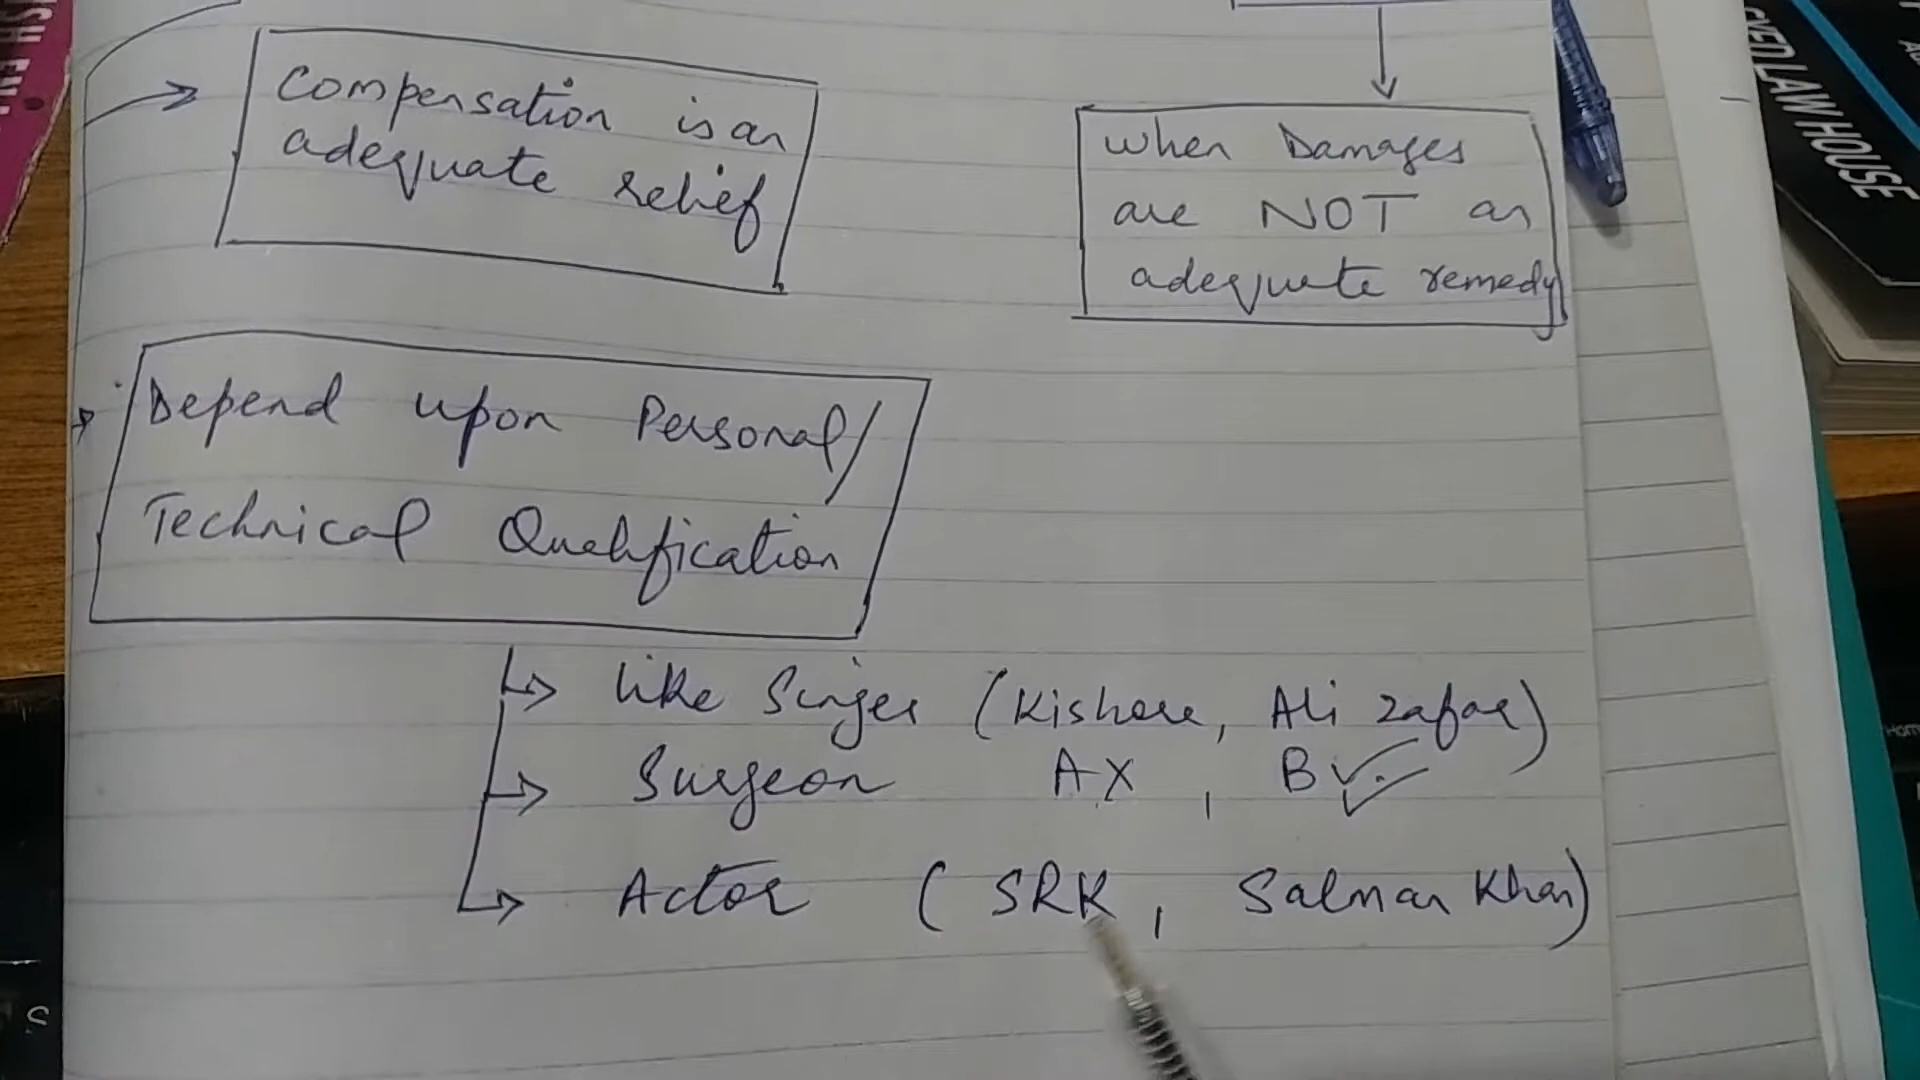 Compensation is an
adequate relief
when Damages
are NOT an
adequate remedy
Depend upon Personal/
Technical Qualification
like Singer (Kishore, Ali zafar)
Surgeon AX , B✓
Actor (SRK, Salman Khan)
LAW HOUSE
S